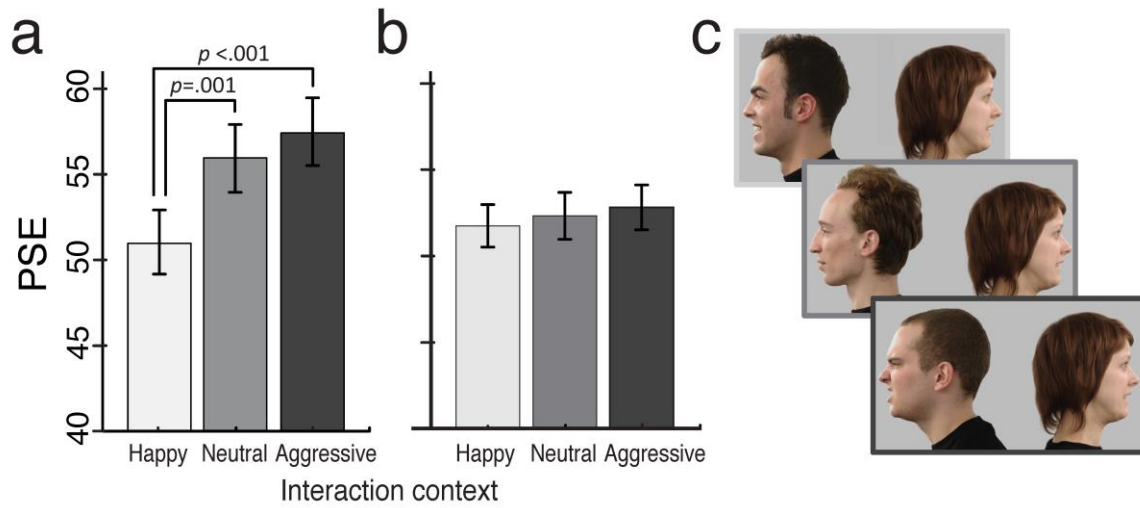 a
b
c
p <.001
p=.001
60
55
50
45
40
PSE
Happy Neutral Aggressive
Happy Neutral Aggressive
Interaction context